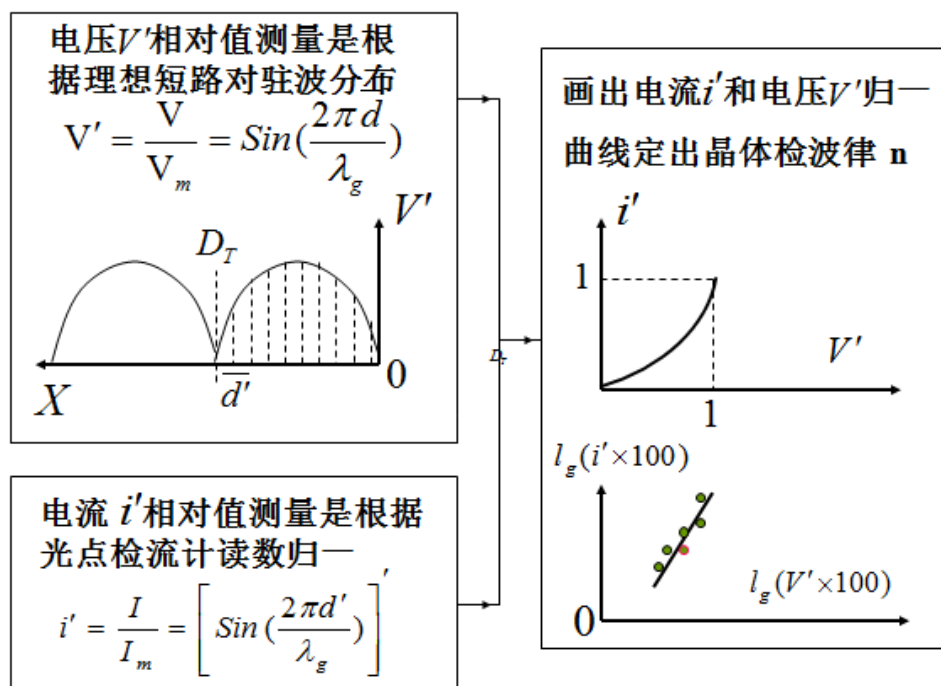 电压V'相对值测量是根
据理想短路对驻波分布
V' = V/V_m = Sin(2πd/λ_g)
V'
D_T
X
d'
0
电流 i'相对值测量是根据
光点检流计读数归一
i' = I/I_m = [Sin(2πd'/λ_g)]'
D_T
画出电流i'和电压V'归一
曲线定出晶体检波律 n
i'
1
V'
1
l_g(i'×100)
l_g(V'×100)
0